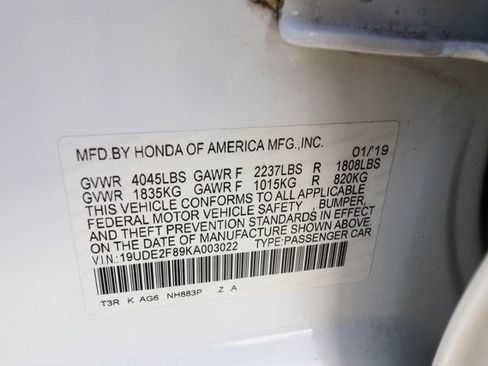 MFD.BY HONDA OF AMERICA MFG.,INC. 01/'19
GVWR 4045LBS GAWR F 2237LBS R 1808LBS
GVWR 1835KG GAWR F 1015KG R 820KG
THIS VEHICLE CONFORMS TO ALL APPLICABLE
FEDERAL MOTOR VEHICLE SAFETY , BUMPER,
AND THEFT PREVENTION STANDARDS IN EFFECT
ON THE DATE OF MANUFACTURE SHOWN ABOVE.
V.I.N.:19UDE2F89KA003022 TYPE:PASSENGER CAR
T3R K AG6 NH883P Z A